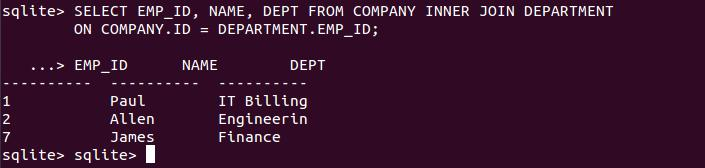 sqlite> SELECT EMP_ID, NAME, DEPT FROM COMPANY INNER JOIN DEPARTMENT
ON COMPANY.ID = DEPARTMENT.EMP_ID;
...> EMP_ID NAME DEPT
---------- ---------- ----------
1 Paul IT Billing
2 Allen Engineerin
7 James Finance
sqlite> sqlite>